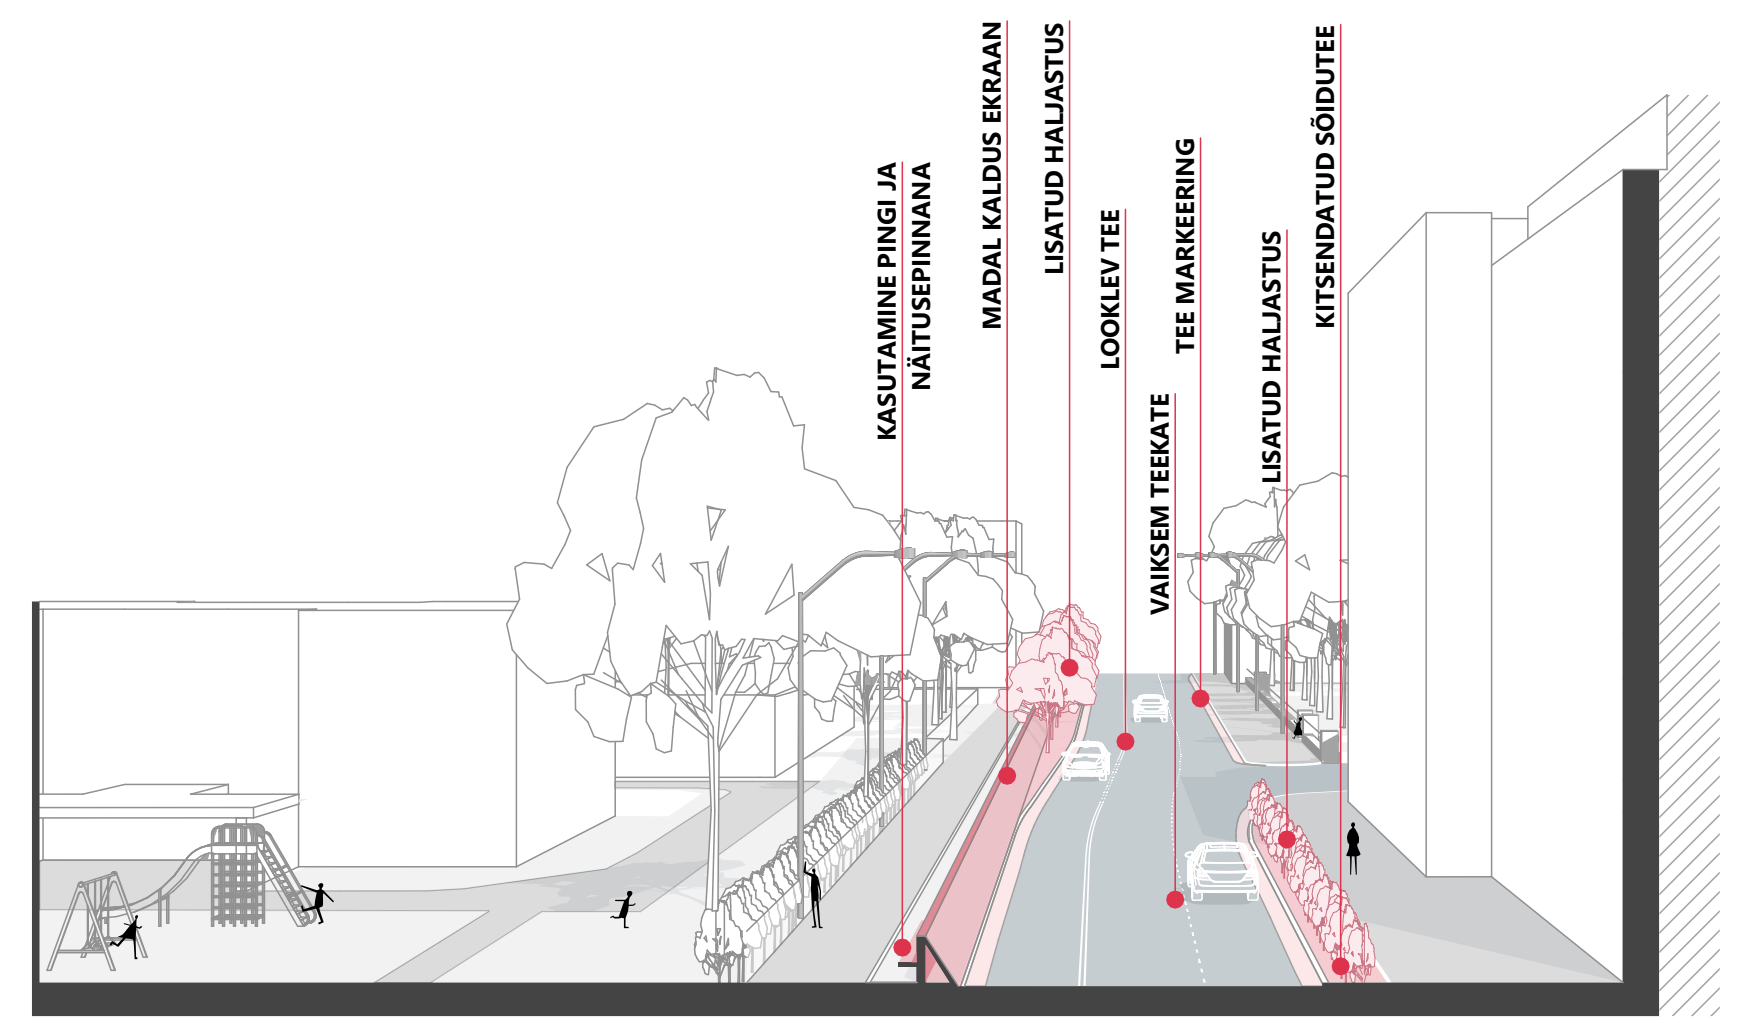 KASUTAMINE PINGI JA
NÄITUSEPINNANA
MADAL KALDUS EKRAAN
LISATUD HALJASTUS
LOOKLEV TEE
VAIKSEM TEEKATE
TEE MARKEERING
LISATUD HALJASTUS
KITSENDATUD SÕIDUTEE